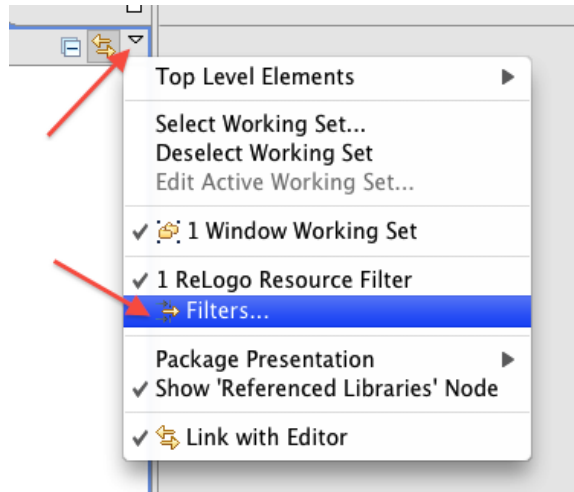 Top Level Elements
Select Working Set...
Deselect Working Set
Edit Active Working Set...
1 Window Working Set
1 ReLogo Resource Filter
Filters...
Package Presentation
Show 'Referenced Libraries' Node
Link with Editor